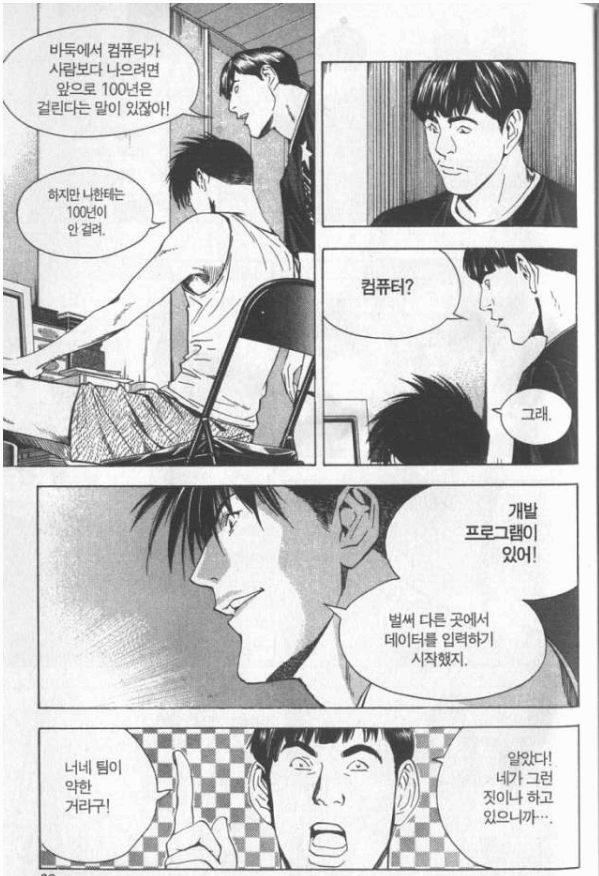 컴퓨터?
그래.
바둑에서 컴퓨터가
사람보다 나으려면
앞으로 100년은
걸린다는 말이 있잖아!
하지만 나한테는
100년이
안 걸려.
개발
프로그램이
있어!
벌써 다른 곳에서
데이터를 입력하기
시작했지.
알았다!
네가 그런
짓이나 하고
있으니까….
너네 팀이
약한
거라구!